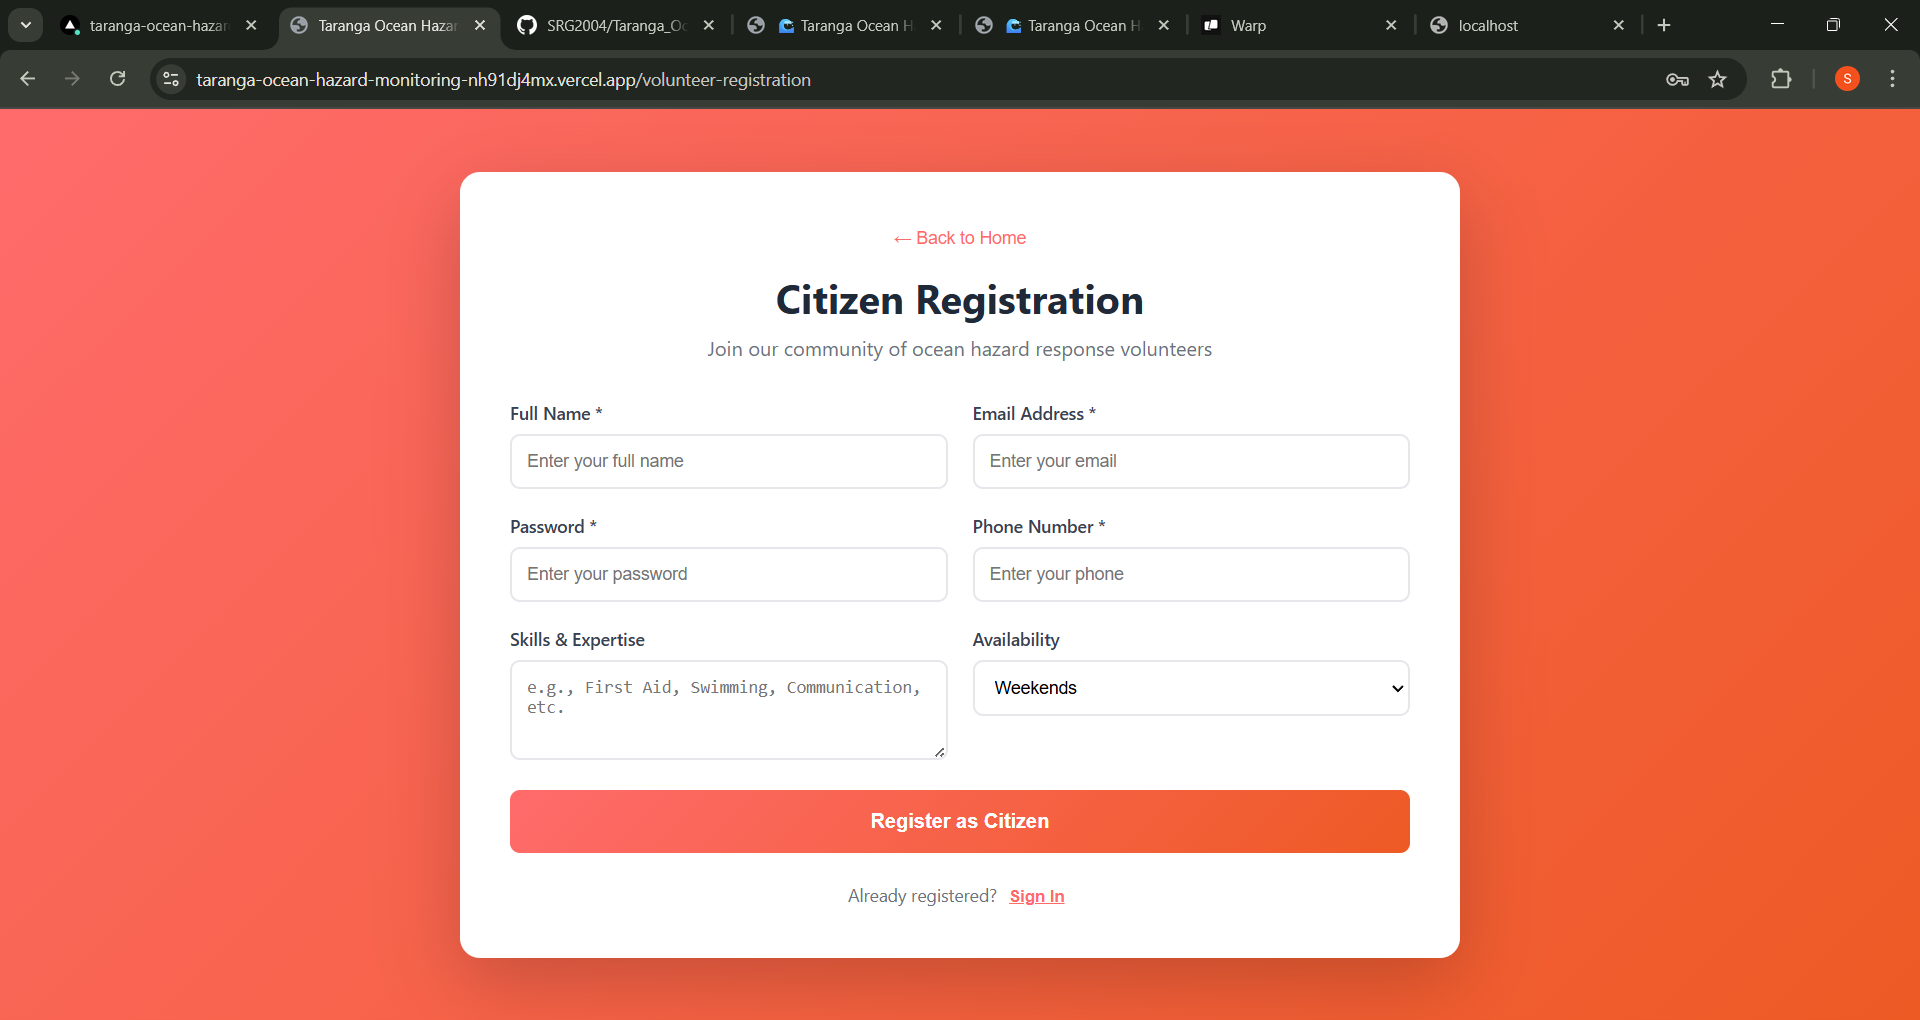 taranga-ocean-hazar
Taranga Ocean Hazar
SRG2004/Taranga_Oc
Taranga Ocean H
Taranga Ocean H
Warp
localhost
taranga-ocean-hazard-monitoring-nh91dj4mx.vercel.app/volunteer-registration
S
← Back to Home
Citizen Registration
Join our community of ocean hazard response volunteers
Full Name *
Email Address *
Enter your full name
Enter your email
Password *
Phone Number *
Enter your password
Enter your phone
Skills & Expertise
Availability
e.g., First Aid, Swimming, Communication,
etc.
Weekends
Register as Citizen
Already registered? Sign In